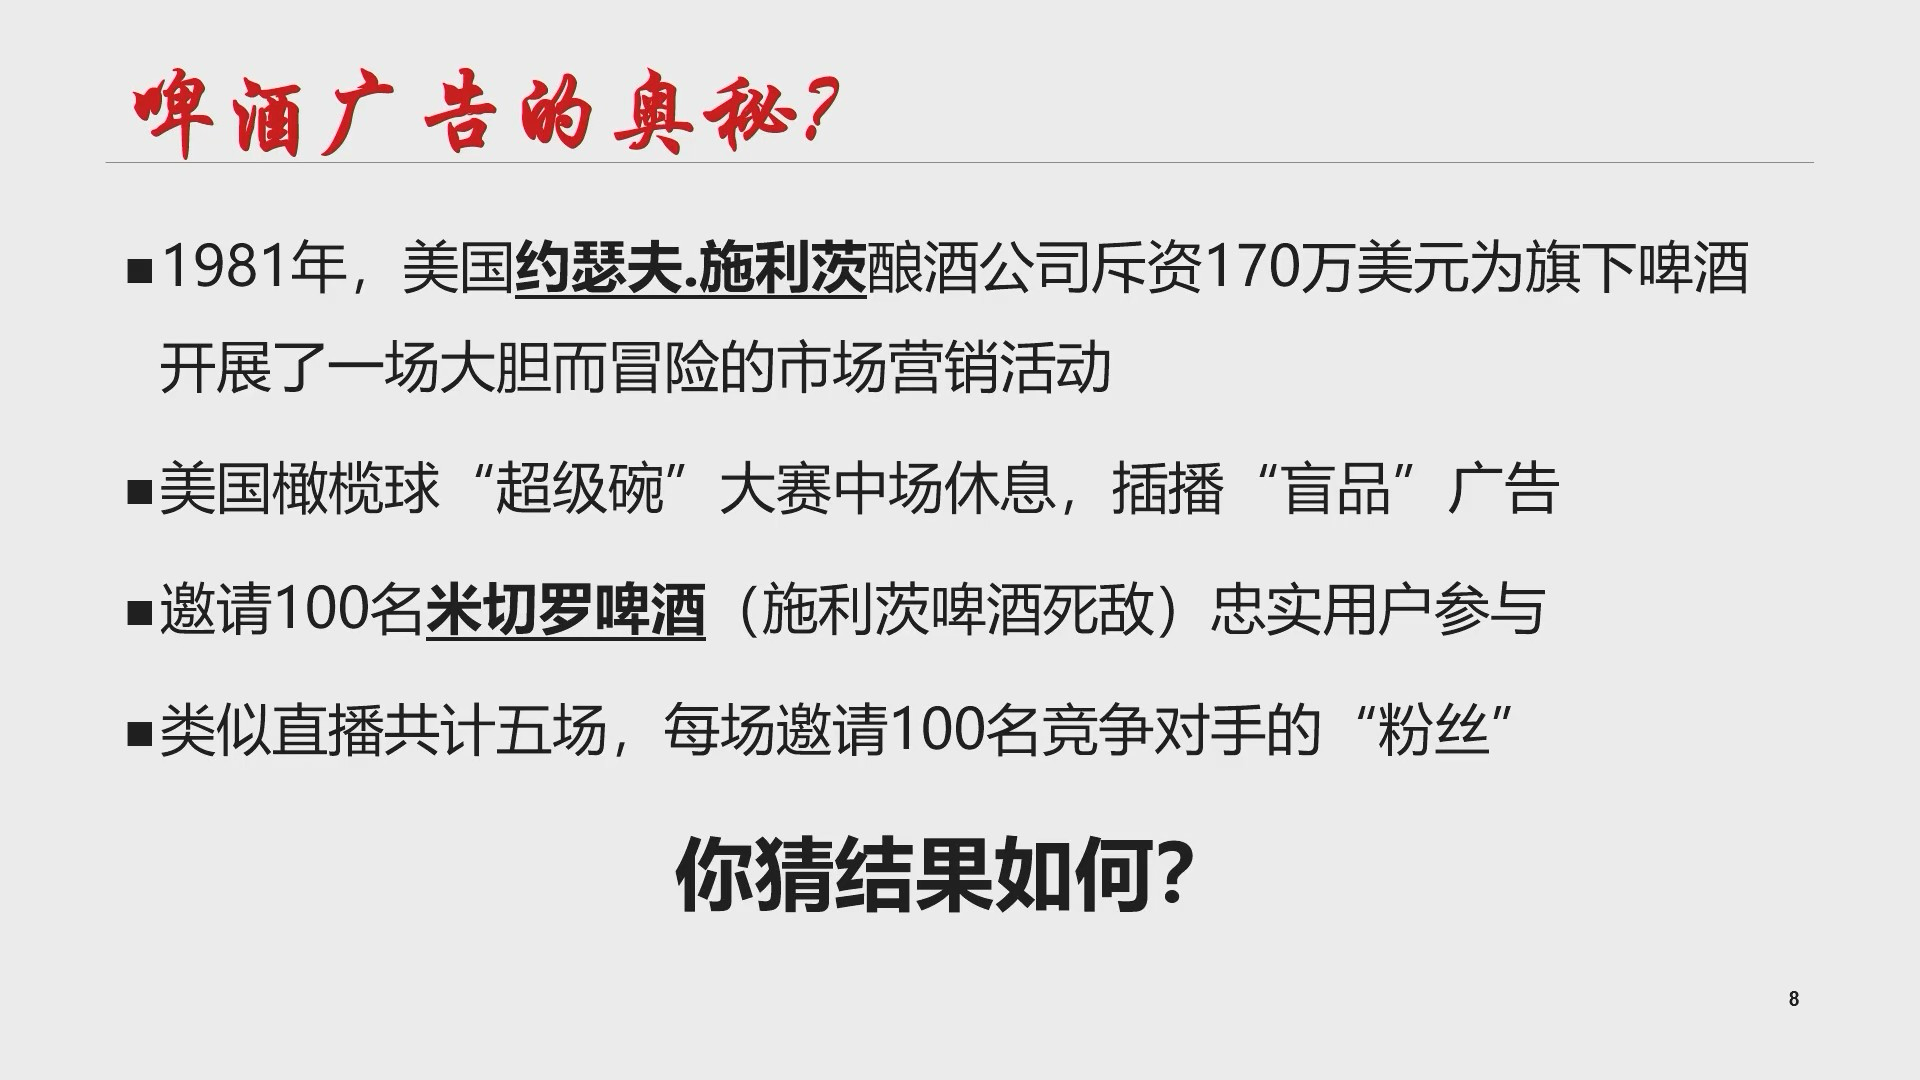 啤酒广告的奥秘？
■1981年，美国约瑟夫.施利茨酿酒公司斥资170万美元为旗下啤酒
开展了一场大胆而冒险的市场营销活动
■美国橄榄球“超级碗”大赛中场休息，插播“盲品”广告
■邀请100名米切罗啤酒（施利茨啤酒死敌）忠实用户参与
■类似直播共计五场，每场邀请100名竞争对手的“粉丝”
你猜结果如何？
8